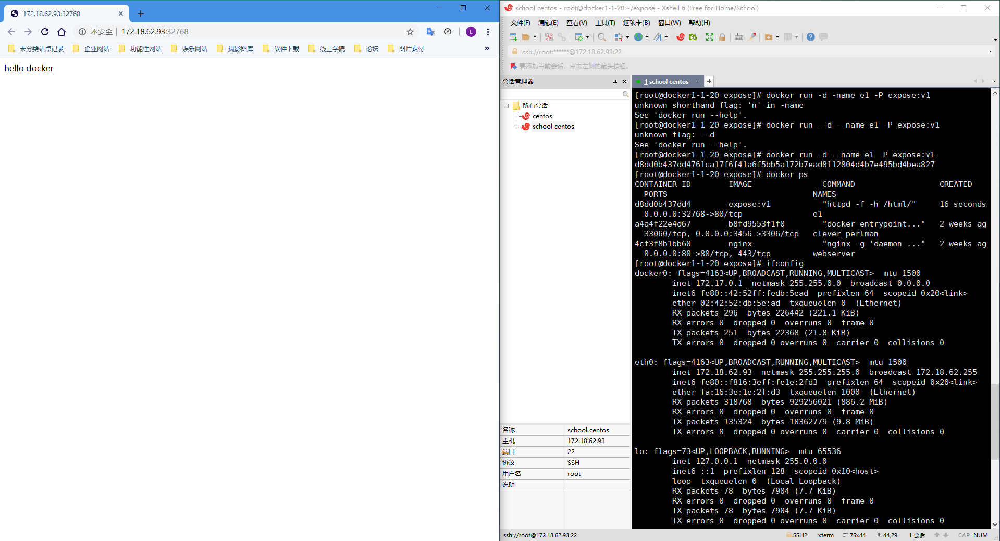 172.18.62.93:32768
不安全 172.18.62.93:32768
L
未分类站点记录 企业网站 功能性网站 娱乐网站 摄影图库 软件下载 线上学院 论坛 图片素材 »
hello docker
school centos - root@docker1-1-20:~/expose - Xshell 6 (Free for Home/School)
文件(F) 编辑(E) 查看(V) 工具(T) 选项卡(B) 窗口(W) 帮助(H)
ssh://root:******@172.18.62.93:22
要添加当前会话，点击左侧的箭头按钮。
会话管理器
所有会话
centos
school centos
名称 school centos
主机 172.18.62.93
端口 22
协议 SSH
用户名 root
说明
1 school centos
[root@docker1-1-20 expose]# docker run -d -name e1 -P expose:v1
unknown shorthand flag: 'n' in -name
See 'docker run --help'.
[root@docker1-1-20 expose]# docker run --d --name e1 -P expose:v1
unknown flag: --d
See 'docker run --help'.
[root@docker1-1-20 expose]# docker run -d --name e1 -P expose:v1
d8dd0b437dd4761ca17f6f41a6f5bb5a172b7ead8112804d4b7e495bd4bea827
[root@docker1-1-20 expose]# docker ps
CONTAINER ID        IMAGE               COMMAND                  CREATED
  PORTS                               NAMES
d8dd0b437dd4        expose:v1           "httpd -f -h /html/"     16 seconds
  0.0.0.0:32768->80/tcp               e1
a4a4f22e4d67        b8fd9553f1f0        "docker-entrypoint..."   2 weeks ag
  33060/tcp, 0.0.0.0:3456->3306/tcp   clever_perlman
4cf3f8b1bb60        nginx               "nginx -g 'daemon ..."   2 weeks ag
  0.0.0.0:80->80/tcp, 443/tcp         webserver
[root@docker1-1-20 expose]# ifconfig
docker0: flags=4163<UP,BROADCAST,RUNNING,MULTICAST>  mtu 1500
        inet 172.17.0.1  netmask 255.255.0.0  broadcast 0.0.0.0
        inet6 fe80::42:52ff:fedb:5ead  prefixlen 64  scopeid 0x20<link>
        ether 02:42:52:db:5e:ad  txqueuelen 0  (Ethernet)
        RX packets 296  bytes 226442 (221.1 KiB)
        RX errors 0  dropped 0  overruns 0  frame 0
        TX packets 251  bytes 22368 (21.8 KiB)
        TX errors 0  dropped 0 overruns 0  carrier 0  collisions 0
eth0: flags=4163<UP,BROADCAST,RUNNING,MULTICAST>  mtu 1500
        inet 172.18.62.93  netmask 255.255.255.0  broadcast 172.18.62.255
        inet6 fe80::f816:3eff:fe1e:2fd3  prefixlen 64  scopeid 0x20<link>
        ether fa:16:3e:1e:2f:d3  txqueuelen 1000  (Ethernet)
        RX packets 318768  bytes 929256021 (886.2 MiB)
        RX errors 0  dropped 0  overruns 0  frame 0
        TX packets 135324  bytes 10362779 (9.8 MiB)
        TX errors 0  dropped 0 overruns 0  carrier 0  collisions 0
lo: flags=73<UP,LOOPBACK,RUNNING>  mtu 65536
        inet 127.0.0.1  netmask 255.0.0.0
        inet6 ::1  prefixlen 128  scopeid 0x10<host>
        loop  txqueuelen 0  (Local Loopback)
        RX packets 78  bytes 7904 (7.7 KiB)
        RX errors 0  dropped 0  overruns 0  frame 0
        TX packets 78  bytes 7904 (7.7 KiB)
        TX errors 0  dropped 0 overruns 0  carrier 0  collisions 0
ssh://root@172.18.62.93:22 SSH2 xterm 75x44 44,29 1 会话 CAP NUM